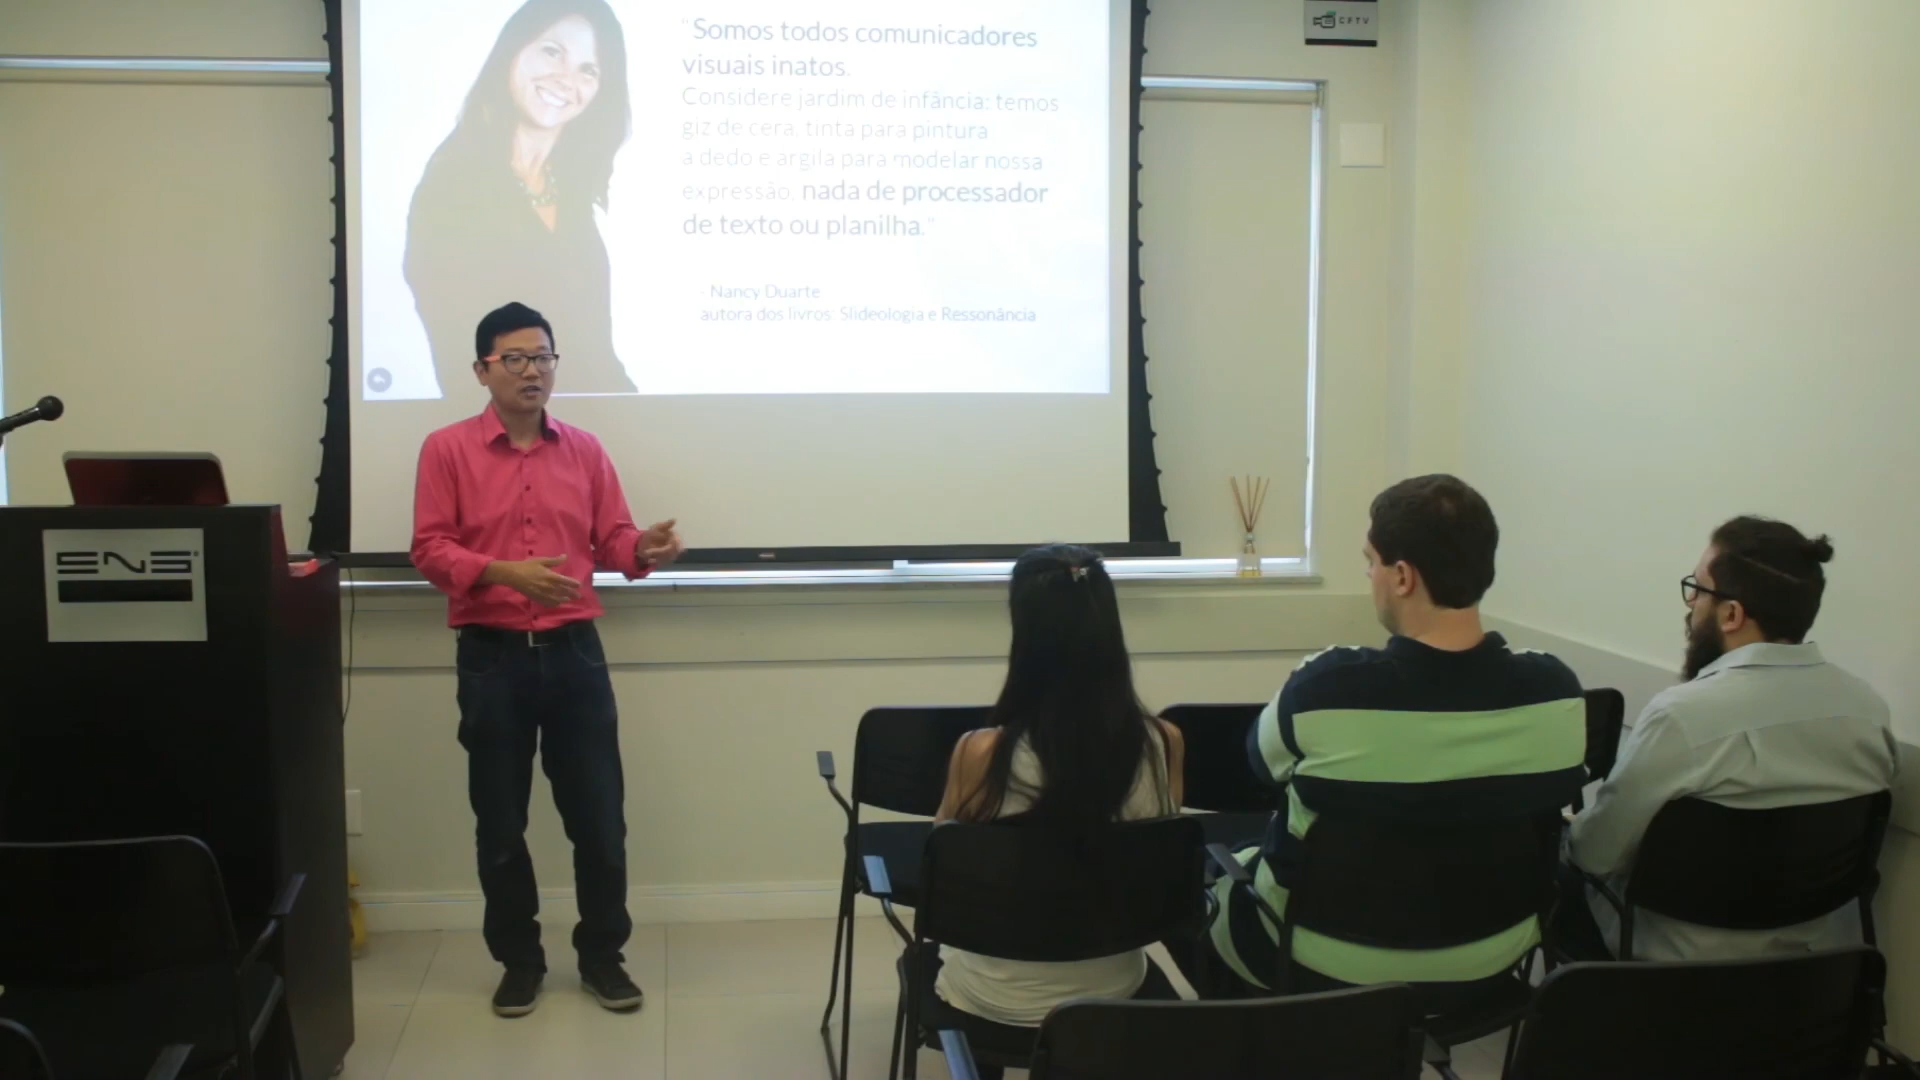 "Somos todos comunicadores
visuais inatos.
Considere jardim de infância: temos
giz de cera, tinta para pintura
a dedo e argila para modelar nossa
expressão, nada de processador
de texto ou planilha."
- Nancy Duarte
autora dos livros: Slideologia e Ressonância
CFTV
ENS